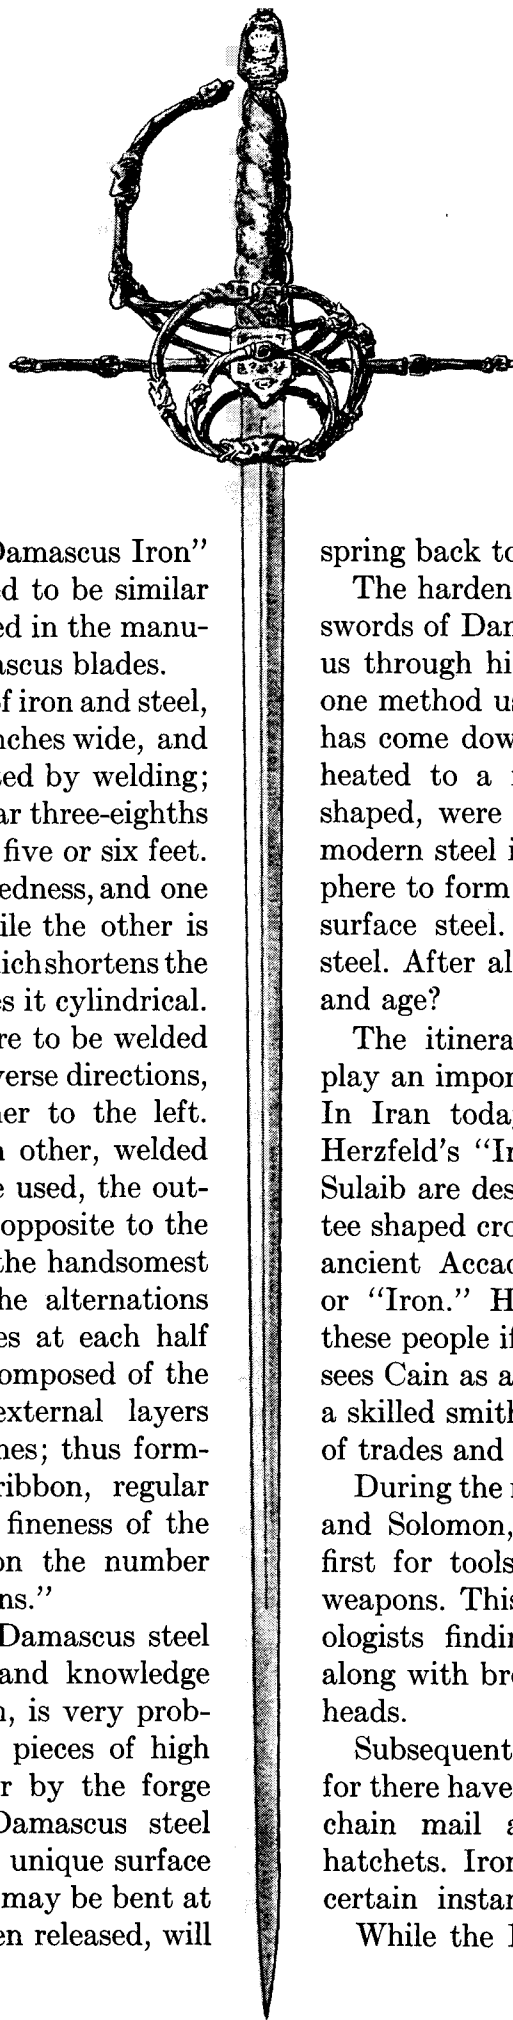 Damascus Iron”
ed to be similar
ed in the manu-
ascus blades.
of iron and steel,
nches wide, and
ted by welding;
ar three-eighths
five or six feet.
edness, and one
ile the other is
ich shortens the
es it cylindrical.
re to be welded
verse directions,
her to the left.
n other, welded
e used, the out-
opposite to the
the handsomest
he alternations
es at each half
composed of the
external layers
nes; thus form-
ribbon, regular
fineness of the
on the number
ns.”
Damascus steel
and knowledge
n, is very prob-
pieces of high
r by the forge
Damascus steel
unique surface
may be bent at
en released, will
spring back to
The harden
swords of Dam
us through hi
one method us
has come dow
heated to a
shaped, were
modern steel i
phere to form
surface steel.
steel. After al
and age?
The itinera
play an impor
In Iran toda
Herzfeld’s “In
Sulaib are des
tee shaped cro
ancient Accad
or “Iron.” H
these people if
sees Cain as a
a skilled smith
of trades and
During the
and Solomon,
first for tools
weapons. This
ologists findin
along with bro
heads.
Subsequent
for there have
chain mail a
hatchets. Iron
certain instan
While the